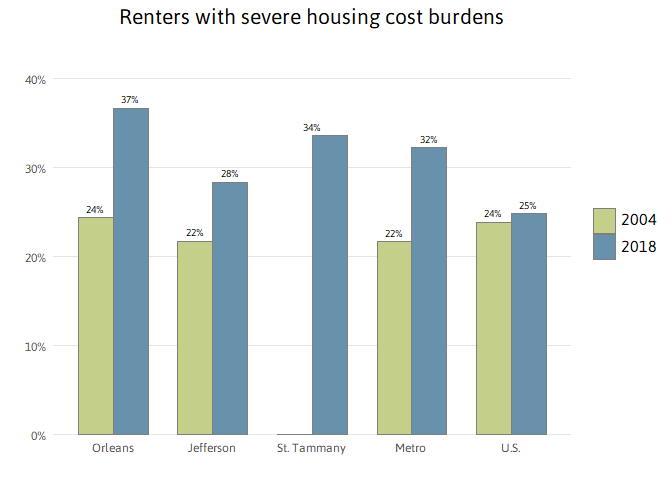 Renters with severe housing cost burdens
40%
30%
20%
10%
0%
24%
37%
22%
28%
34%
22%
32%
24%
25%
Orleans
Jefferson
St. Tammany
Metro
U.S.
2004
2018